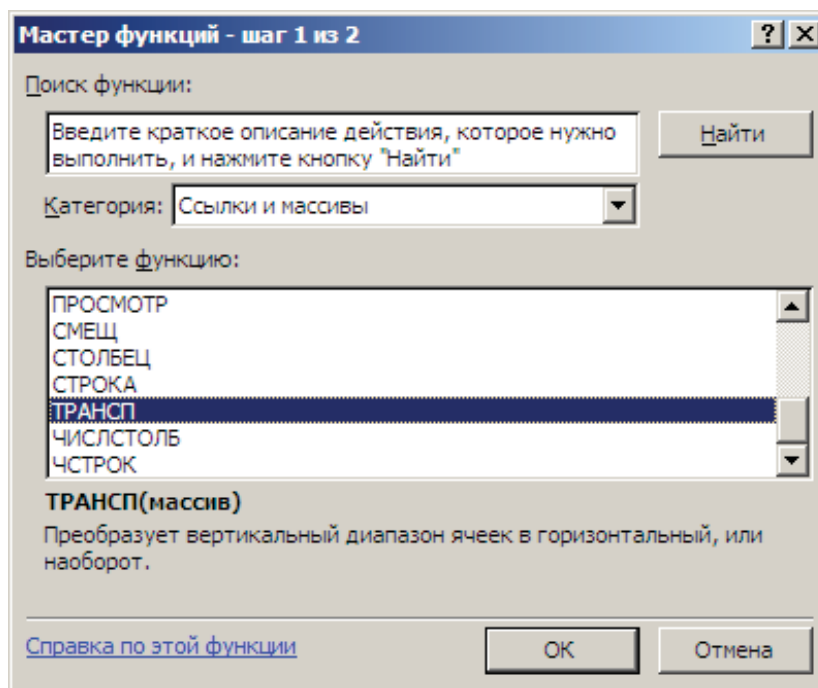 Мастер функций - шаг 1 из 2
Поиск функции:
Введите краткое описание действия, которое нужно
выполнить, и нажмите кнопку "Найти"
Найти
Категория: Ссылки и массивы
Выберите функцию:
ПРОСМОТР
СМЕЩ
СТОЛБЕЦ
СТРОКА
ТРАНСП
ЧИСЛСТОЛБ
ЧСТРОК
ТРАНСП(массив)
Преобразует вертикальный диапазон ячеек в горизонтальный, или
наоборот.
Справка по этой функции
ОК
Отмена